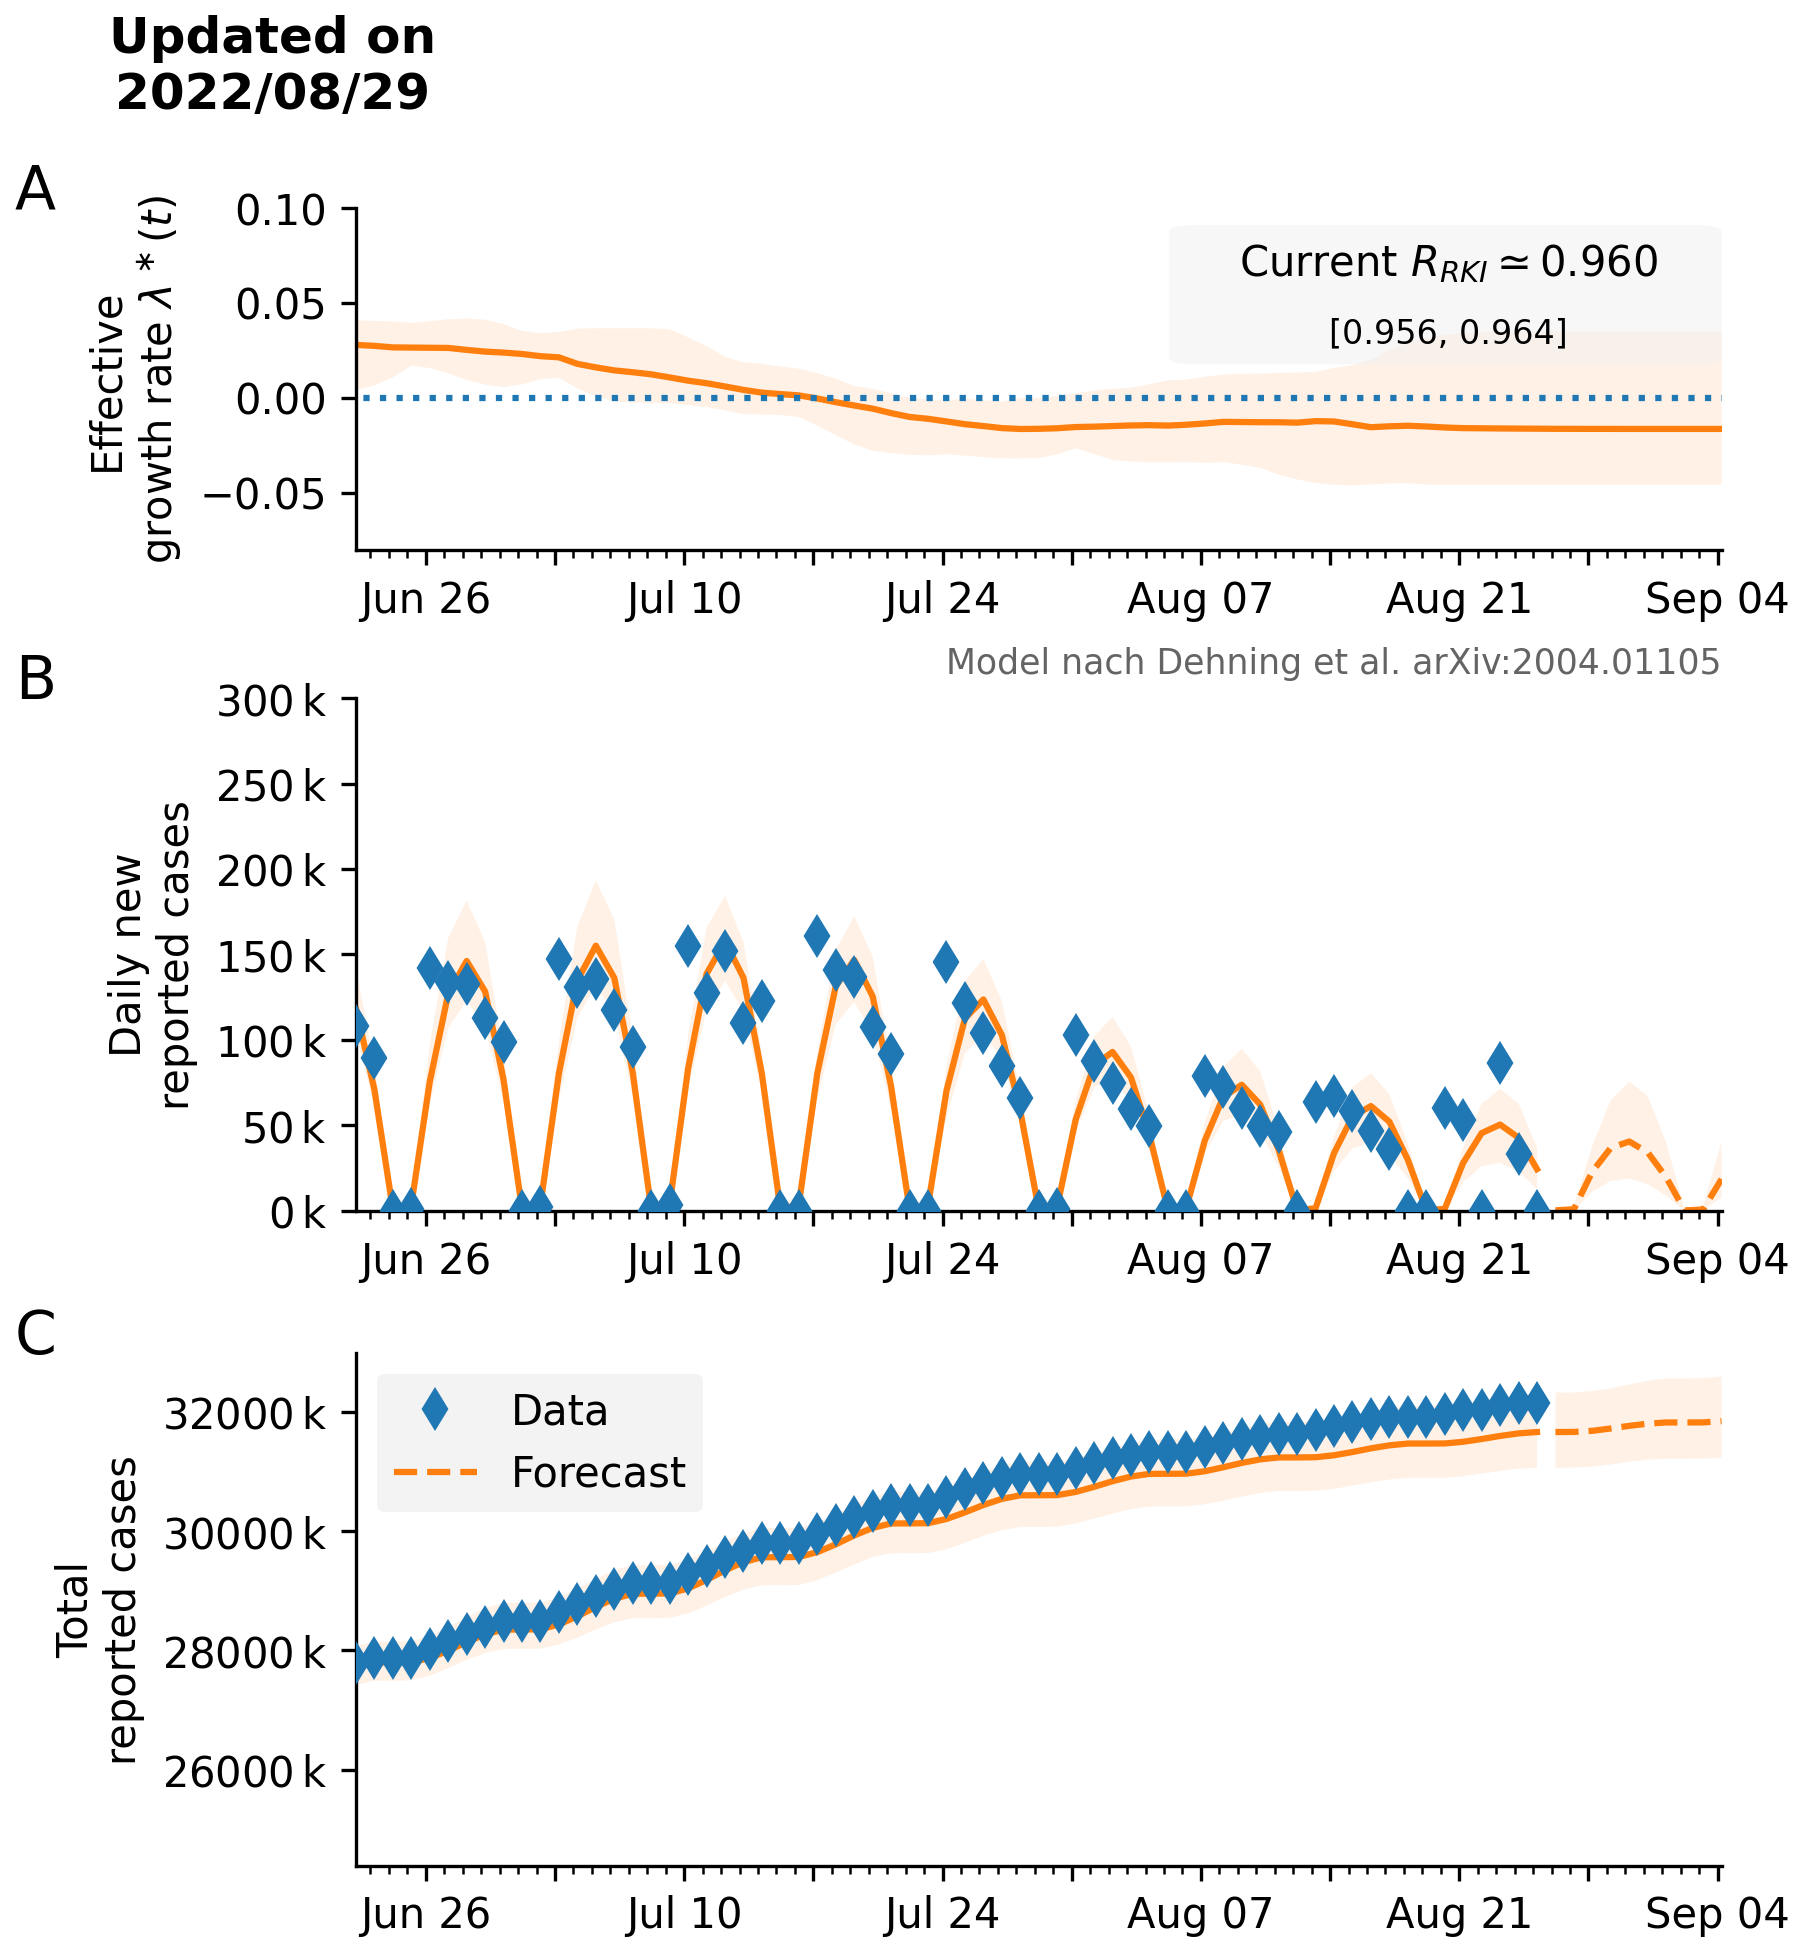 Updated on
2022/08/29
A
Effective
growth rate λ * (t)
0.10
0.05
0.00
−0.05
Current R_RKI ≃ 0.960
[0.956, 0.964]
Jun 26 Jul 10 Jul 24 Aug 07 Aug 21 Sep 04
Model nach Dehning et al. arXiv:2004.01105
B
Daily new
reported cases
300 k
250 k
200 k
150 k
100 k
50 k
0 k
Jun 26 Jul 10 Jul 24 Aug 07 Aug 21 Sep 04
C
Total
reported cases
32000 k
30000 k
28000 k
26000 k
Data
Forecast
Jun 26 Jul 10 Jul 24 Aug 07 Aug 21 Sep 04